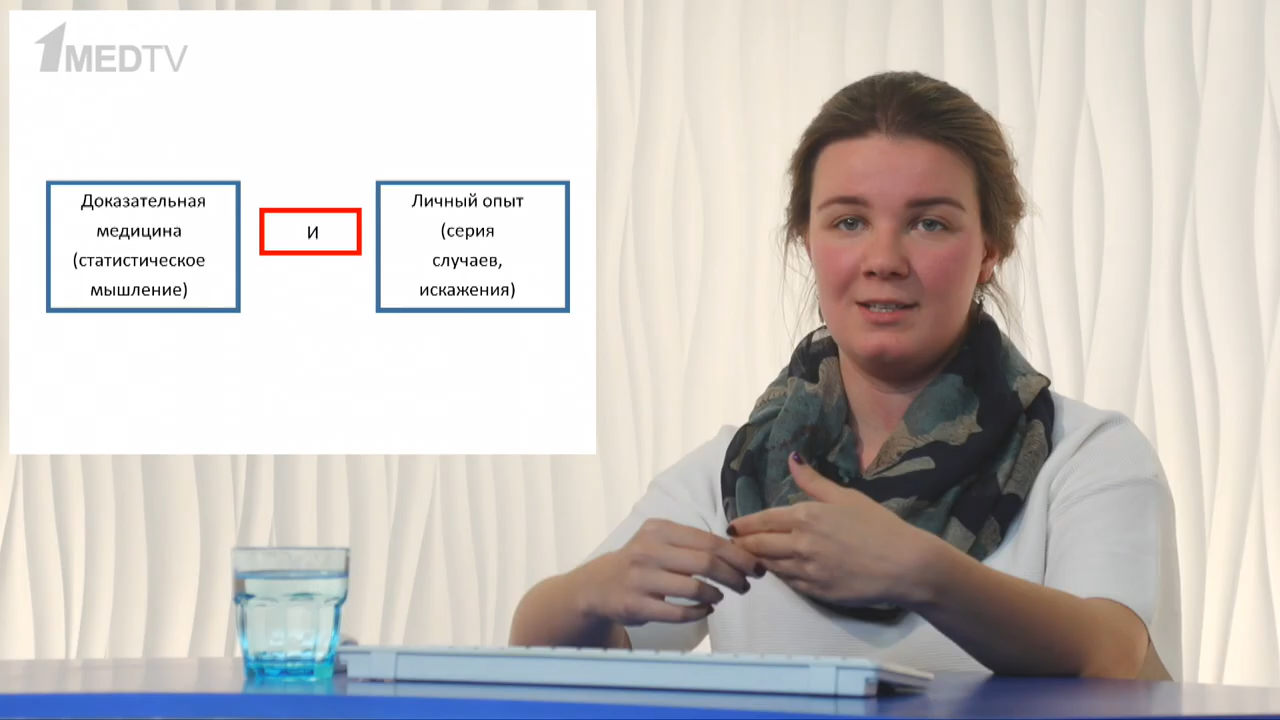 1MEDTV
Доказательная
медицина
(статистическое
мышление)
И
Личный опыт
(серия
случаев,
искажения)